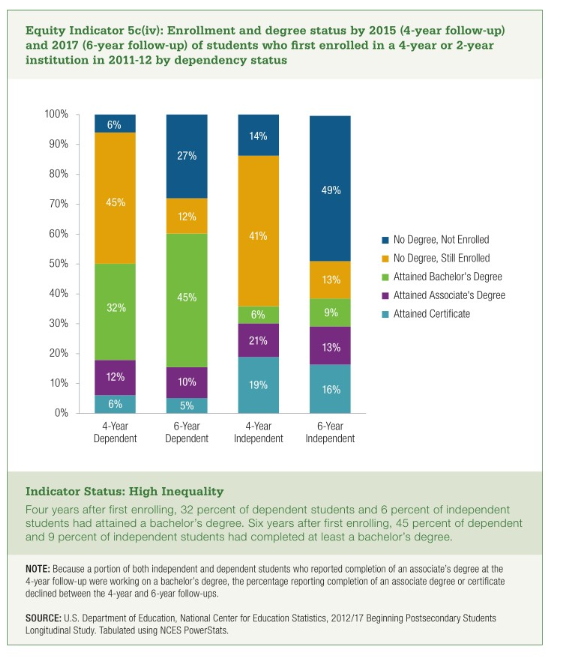 Equity Indicator 5c(iv): Enrollment and degree status by 2015 (4-year follow-up)
and 2017 (6-year follow-up) of students who first enrolled in a 4-year or 2-year
institution in 2011-12 by dependency status
100%
90%
80%
70%
60%
50%
40%
30%
20%
10%
0%
6%
45%
32%
12%
6%
27%
12%
45%
10%
5%
14%
41%
6%
21%
19%
49%
13%
9%
13%
16%
4-Year
Dependent
6-Year
Dependent
4-Year
Independent
6-Year
Independent
No Degree, Not Enrolled
No Degree, Still Enrolled
Attained Bachelor's Degree
Attained Associate's Degree
Attained Certificate
Indicator Status: High Inequality
Four years after first enrolling, 32 percent of dependent students and 6 percent of independent
students had attained a bachelor's degree. Six years after first enrolling, 45 percent of dependent
and 9 percent of independent students had completed at least a bachelor's degree.
NOTE: Because a portion of both independent and dependent students who reported completion of an associate's degree at the
4-year follow-up were working on a bachelor's degree, the percentage reporting completion of an associate degree or certificate
declined between the 4-year and 6-year follow-ups.
SOURCE: U.S. Department of Education, National Center for Education Statistics, 2012/17 Beginning Postsecondary Students
Longitudinal Study. Tabulated using NCES PowerStats.